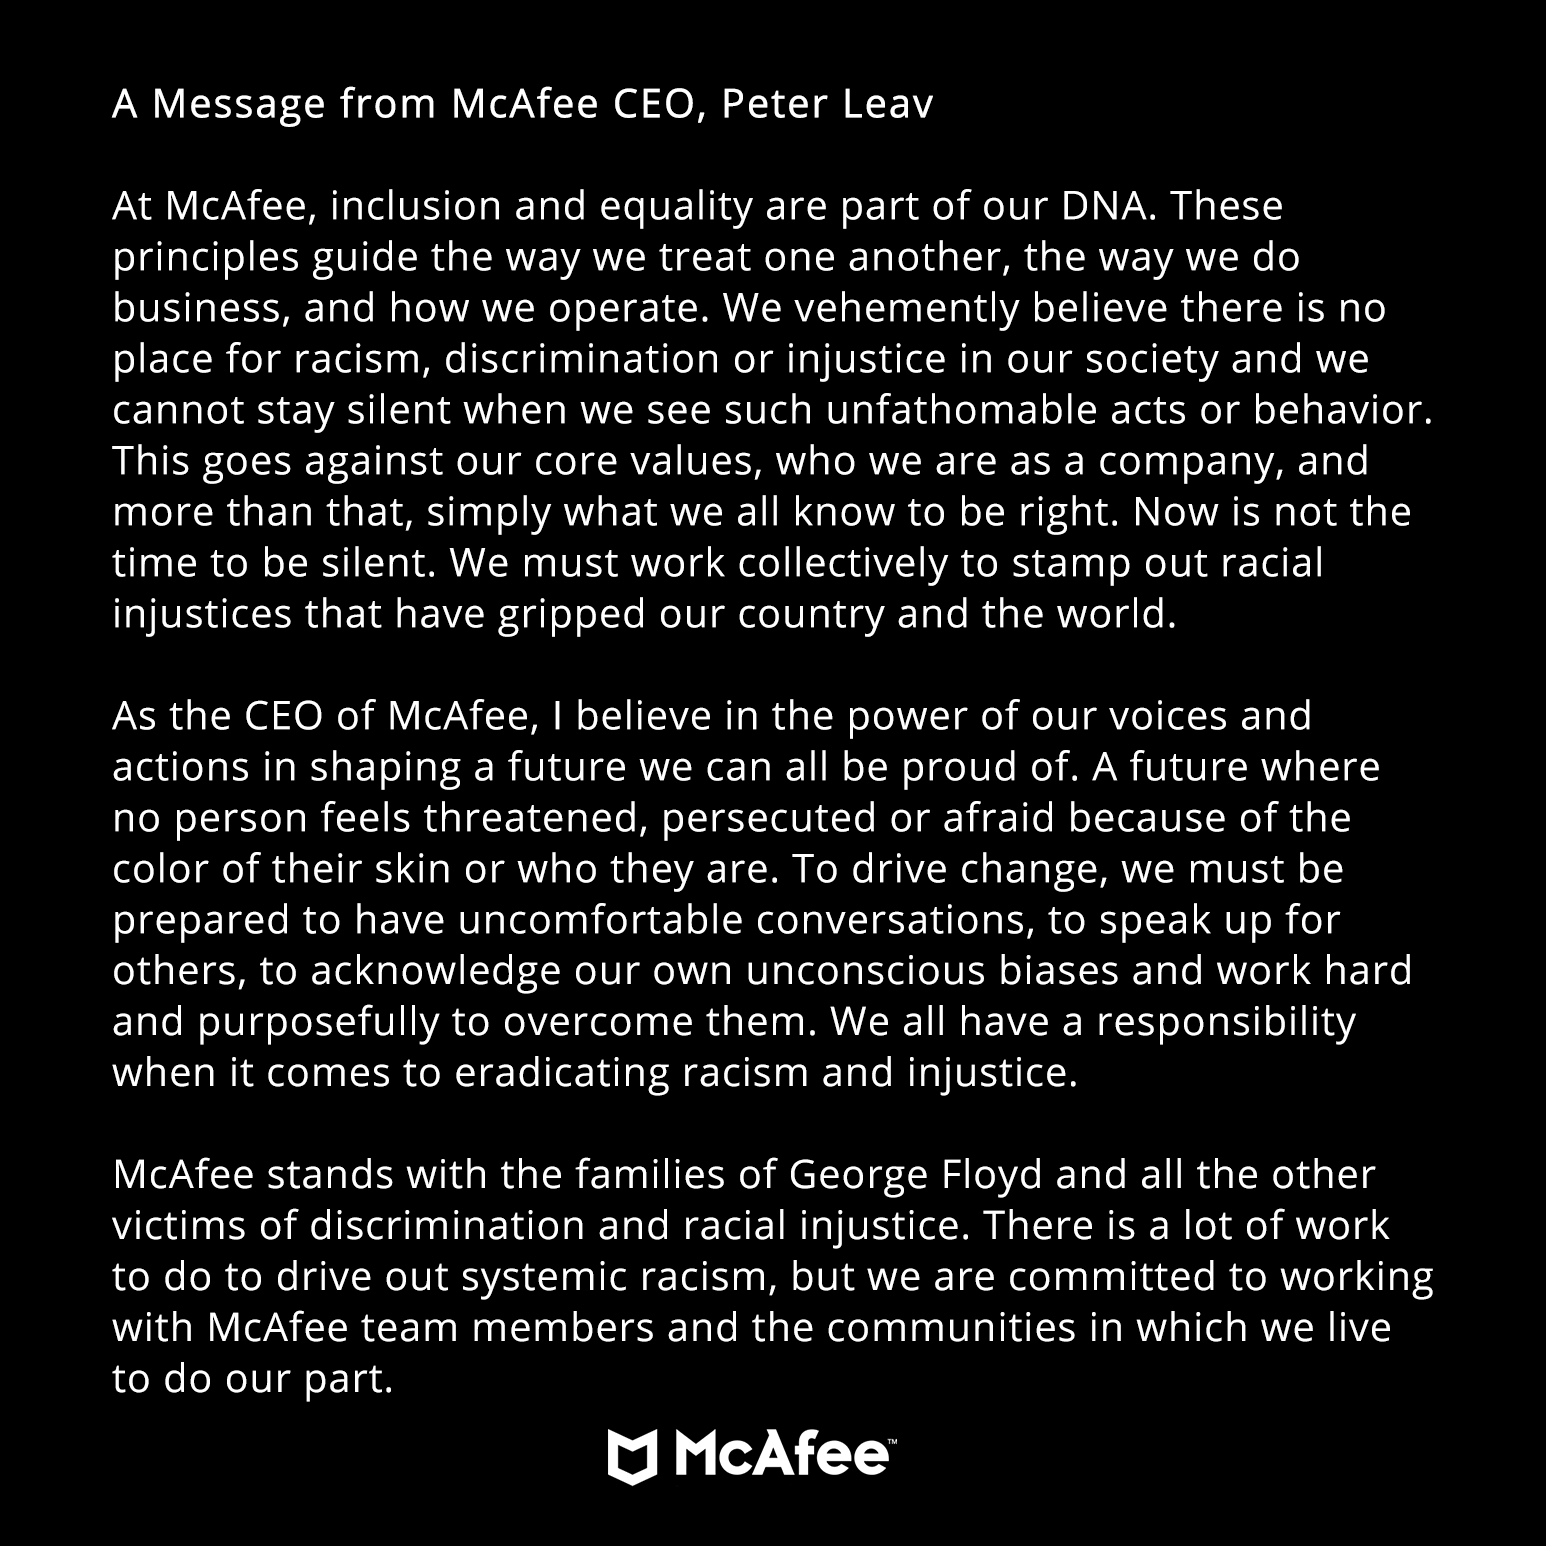 A Message from McAfee CEO, Peter Leav
At McAfee, inclusion and equality are part of our DNA. These
principles guide the way we treat one another, the way we do
business, and how we operate. We vehemently believe there is no
place for racism, discrimination or injustice in our society and we
cannot stay silent when we see such unfathomable acts or behavior.
This goes against our core values, who we are as a company, and
more than that, simply what we all know to be right. Now is not the
time to be silent. We must work collectively to stamp out racial
injustices that have gripped our country and the world.
As the CEO of McAfee, I believe in the power of our voices and
actions in shaping a future we can all be proud of. A future where
no person feels threatened, persecuted or afraid because of the
color of their skin or who they are. To drive change, we must be
prepared to have uncomfortable conversations, to speak up for
others, to acknowledge our own unconscious biases and work hard
and purposefully to overcome them. We all have a responsibility
when it comes to eradicating racism and injustice.
McAfee stands with the families of George Floyd and all the other
victims of discrimination and racial injustice. There is a lot of work
to do to drive out systemic racism, but we are committed to working
with McAfee team members and the communities in which we live
to do our part.
McAfee™